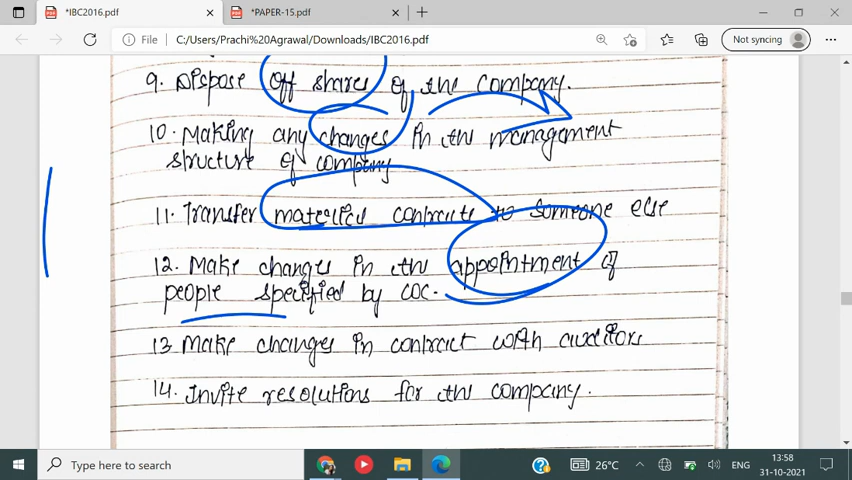 *IBC2016.pdf
*PAPER-15.pdf
File
C:/Users/Prachi%20Agrawal/Downloads/IBC2016.pdf
Not syncing
9. Dispose off shares of the company.
10. Making any changes in the management
structure of company
11. Transfer materlies contracts to someone else
12. Make changes in the appointment of
people specified by COC.
13 Make changes in contract with auditors
14. Invite resolutions for the company.
Type here to search
26°C
ENG
13:58
31-10-2021